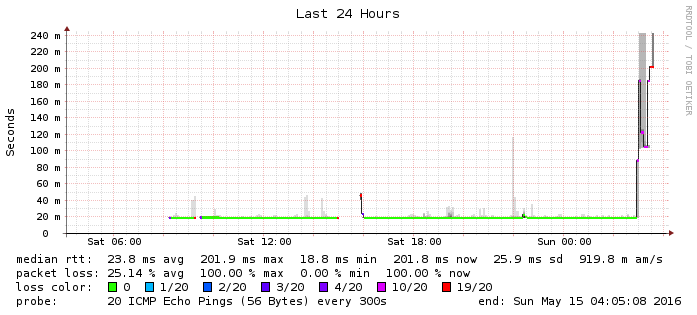 Last 24 Hours
RRDTOOL / TOBI OETIKER
Seconds
240 m
220 m
200 m
180 m
160 m
140 m
120 m
100 m
80 m
60 m
40 m
20 m
0
Sat 06:00 Sat 12:00 Sat 18:00 Sun 00:00
median rtt: 23.8 ms avg 201.9 ms max 18.8 ms min 201.8 ms now 25.9 ms sd 919.8 m am/s
packet loss: 25.14 % avg 100.00 % max 0.00 % min 100.00 % now
loss color: 0 1/20 2/20 3/20 4/20 10/20 19/20
probe: 20 ICMP Echo Pings (56 Bytes) every 300s end: Sun May 15 04:05:08 2016